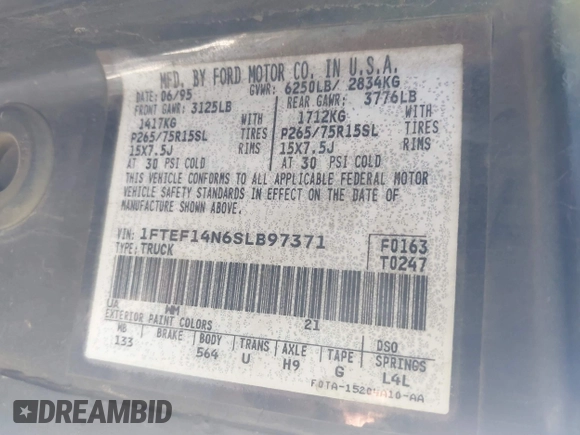 MFD. BY FORD MOTOR CO. IN U.S.A.
DATE: 06/95 GVWR: 6250LB/ 2834KG
FRONT GAWR: 3125LB REAR GAWR: 3776LB
1417KG WITH 1712KG WITH
P265/75R15SL TIRES P265/75R15SL TIRES
15X7.5J RIMS 15X7.5J RIMS
AT 30 PSI COLD AT 30 PSI COLD
THIS VEHICLE CONFORMS TO ALL APPLICABLE FEDERAL MOTOR
VEHICLE SAFETY STANDARDS IN EFFECT ON THE DATE OF
MANUFACTURE SHOWN ABOVE.
VIN: 1FTEF14N6SLB97371 F0163
TYPE: TRUCK T0247
UA WM 21
EXTERIOR PAINT COLORS DSO
WB BRAKE BODY TRANS AXLE TAPE SPRINGS
133 564 U H9 G L4L
DREAMBID